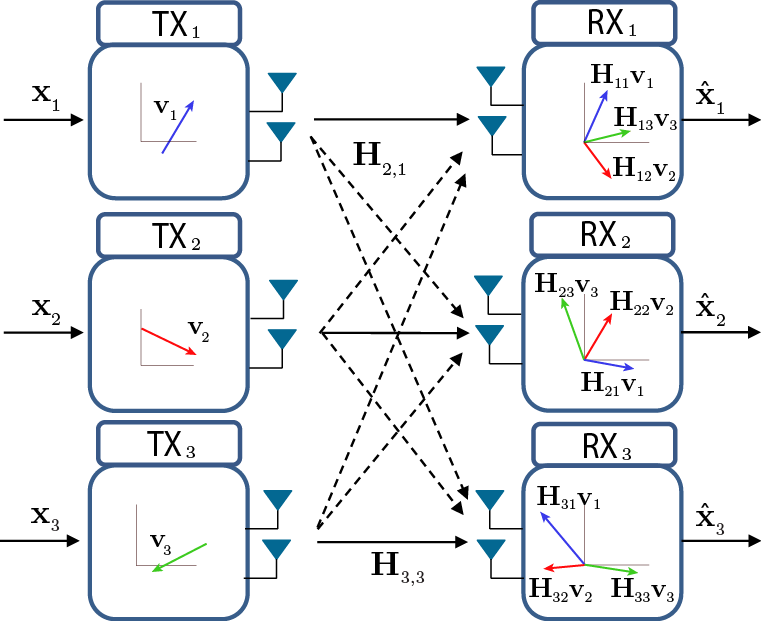 TX₁
RX₁
x₁
v₁
H₂,₁
H₁₁v₁
H₁₃v₃
H₁₂v₂
x̂₁
TX₂
RX₂
x₂
v₂
H₂₃v₃
H₂₂v₂
H₂₁v₁
x̂₂
TX₃
RX₃
x₃
v₃
H₃,₃
H₃₁v₁
H₃₂v₂
H₃₃v₃
x̂₃